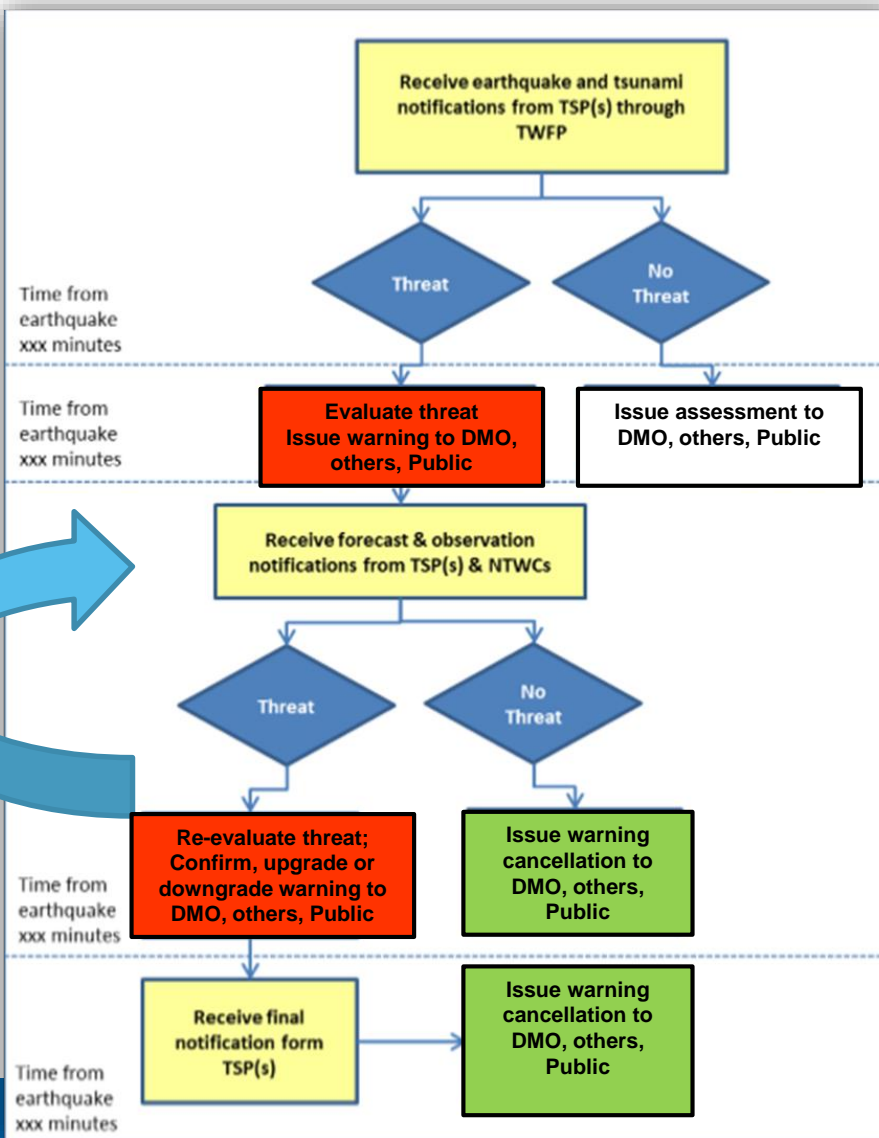 Receive earthquake and tsunami
notifications from TSP(s) through
TWFP
Threat
No
Threat
Time from
earthquake
xxx minutes
Time from
earthquake
xxx minutes
Evaluate threat
Issue warning to DMO,
others, Public
Issue assessment to
DMO, others, Public
Receive forecast & observation
notifications from TSP(s) & NTWCs
Threat
No
Threat
Time from
earthquake
xxx minutes
Re-evaluate threat;
Confirm, upgrade or
downgrade warning to
DMO, others, Public
Issue warning
cancellation to
DMO, others,
Public
Receive final
notification form
TSP(s)
Issue warning
cancellation to
DMO, others,
Public
Time from
earthquake
xxx minutes